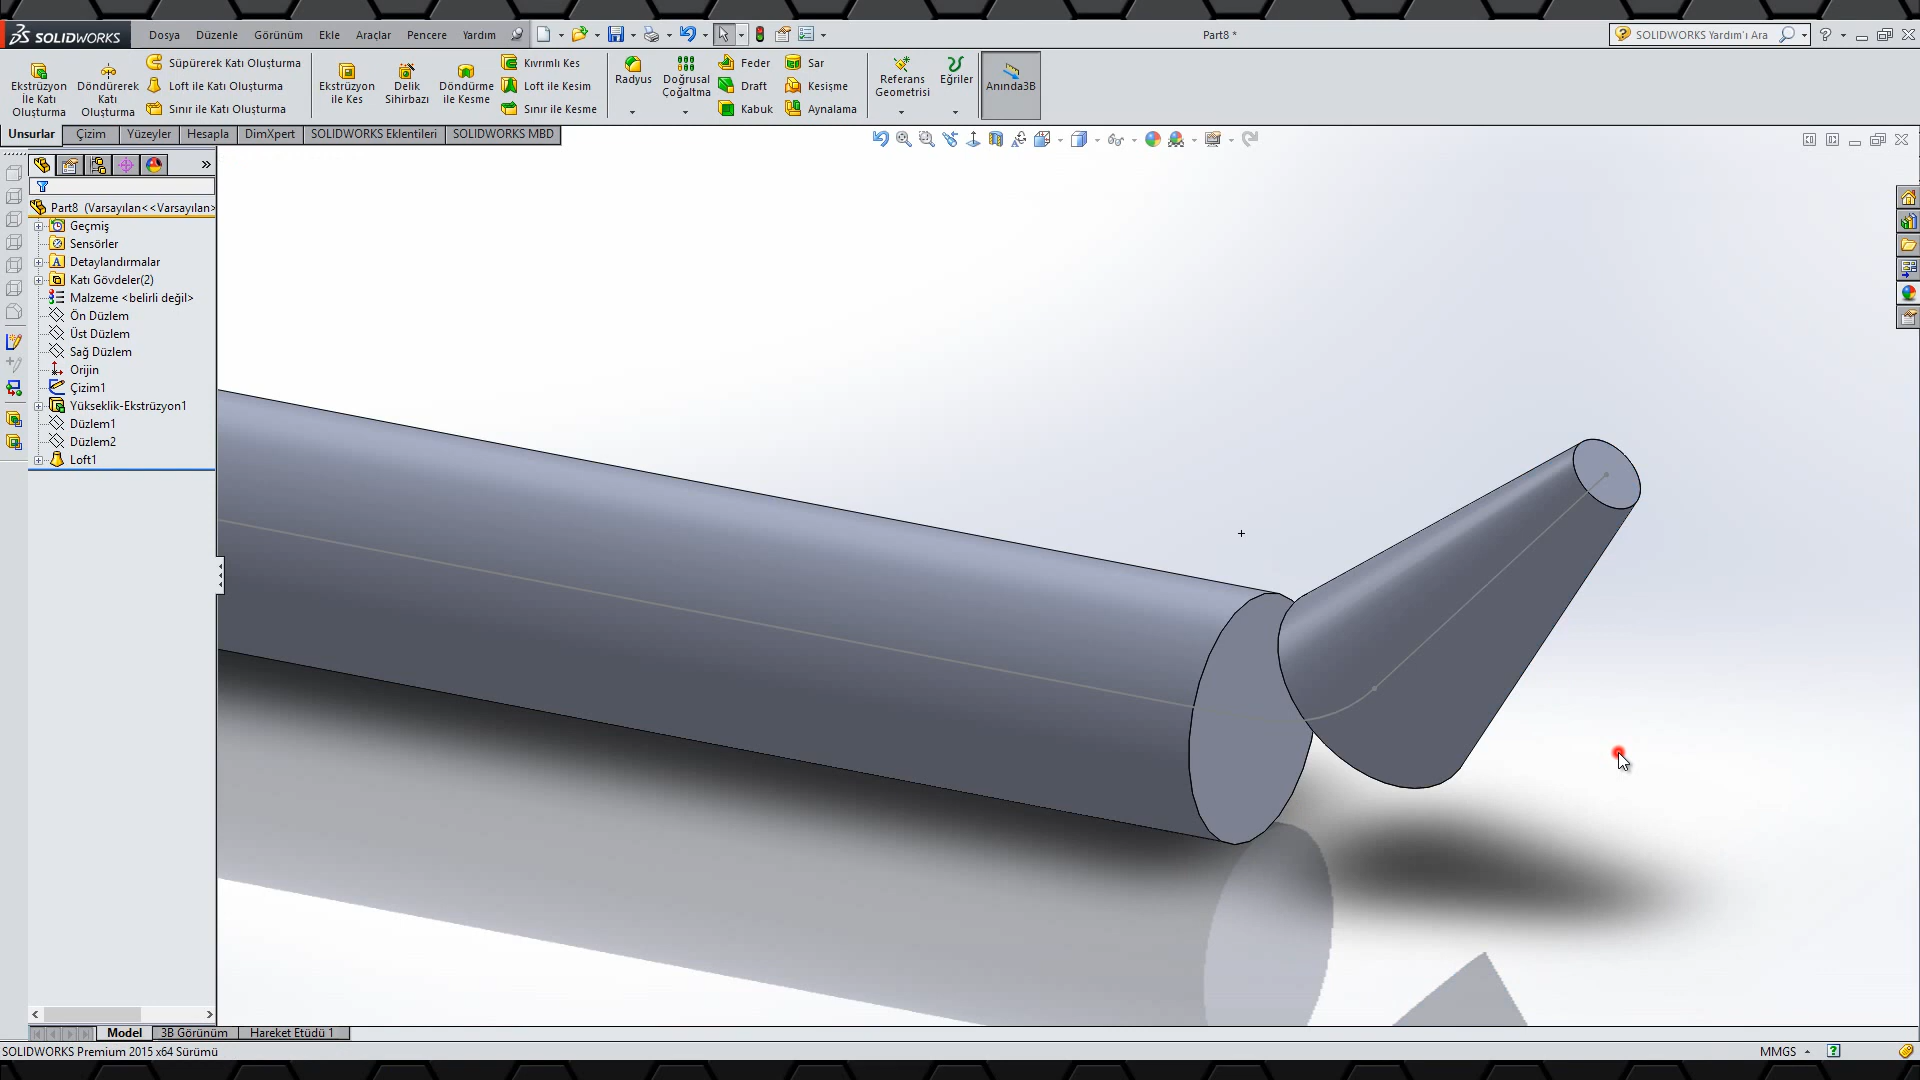 SOLIDWORKS
Dosya
Düzenle
Görünüm
Ekle
Araçlar
Pencere
Yardım
Part8 *
SOLIDWORKS Yardım'ı Ara
Ekstrüzyon
ile Katı
Oluşturma
Döndürerek
Katı
Oluşturma
Süpürerek Katı Oluşturma
Loft ile Katı Oluşturma
Sınır ile Katı Oluşturma
Ekstrüzyon
ile Kes
Delik
Sihirbazı
Döndürme
ile Kesme
Kıvrımlı Kes
Loft ile Kesim
Sınır ile Kesme
Radyus
Doğrusal
Çoğaltma
Feder
Draft
Kabuk
Sar
Kesişme
Aynalama
Referans
Geometrisi
Eğriler
Anında3B
Unsurlar
Çizim
Yüzeyler
Hesapla
DimXpert
SOLIDWORKS Eklentileri
SOLIDWORKS MBD
Part8 (Varsayılan<<Varsayılan>
Geçmiş
Sensörler
Detaylandırmalar
Katı Gövdeler(2)
Malzeme <belirli değil>
Ön Düzlem
Üst Düzlem
Sağ Düzlem
Orijin
Çizim1
Yükseklik-Ekstrüzyon1
Düzlem1
Düzlem2
Loft1
Model
3B Görünüm
Hareket Etüdü 1
SOLIDWORKS Premium 2015 x64 Sürümü
MMGS